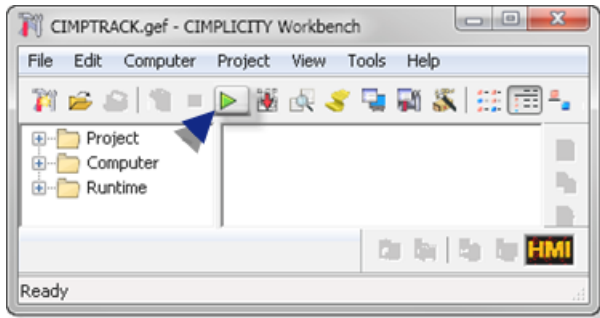 CIMPTRACK.gef - CIMPLICITY Workbench
File Edit Computer Project View Tools Help
Project
Computer
Runtime
HMI
Ready